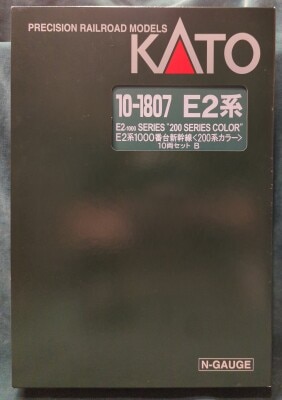 PRECISION RAILROAD MODELS
KATO
10-1807 E2系
E2-1000 SERIES "200 SERIES COLOR"
E2系1000番台新幹線<200系カラー>
10両セット B
N-GAUGE